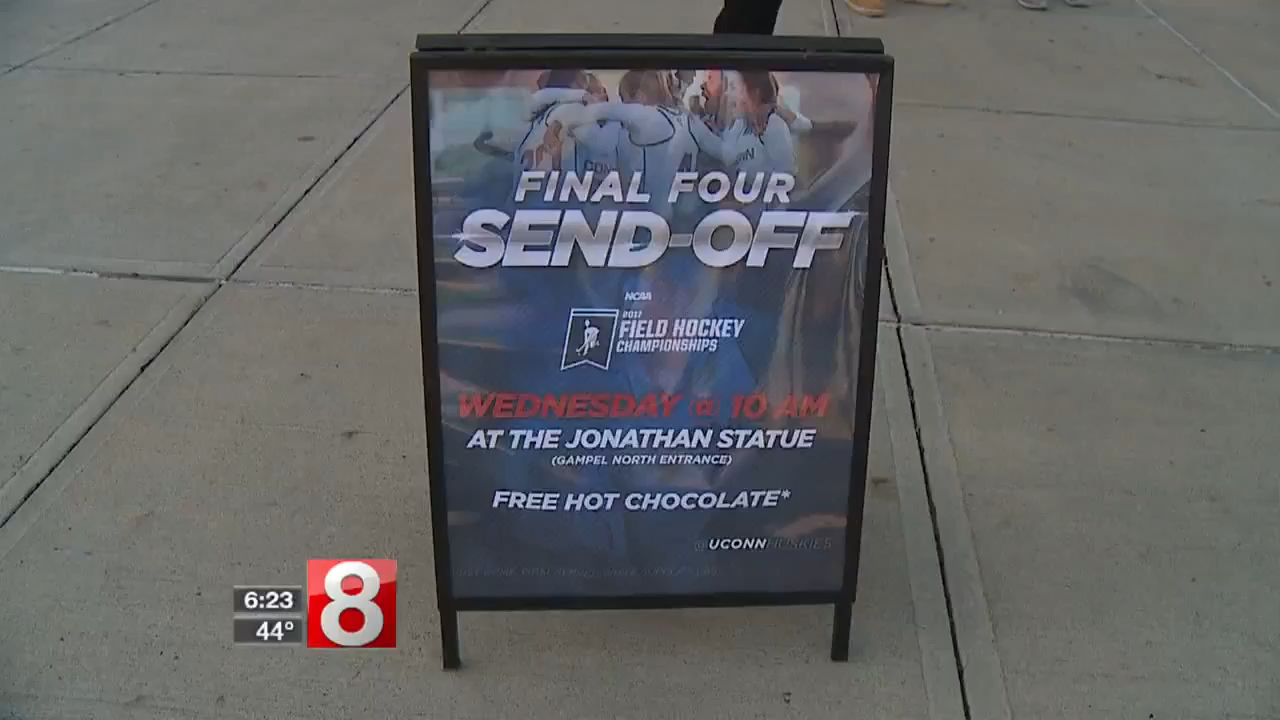 FINAL FOUR
SEND-OFF
NCAA
2017
FIELD HOCKEY
CHAMPIONSHIPS
WEDNESDAY @ 10 AM
AT THE JONATHAN STATUE
(GAMPEL NORTH ENTRANCE)
FREE HOT CHOCOLATE*
@UCONNHUSKIES
6:23
44°
8